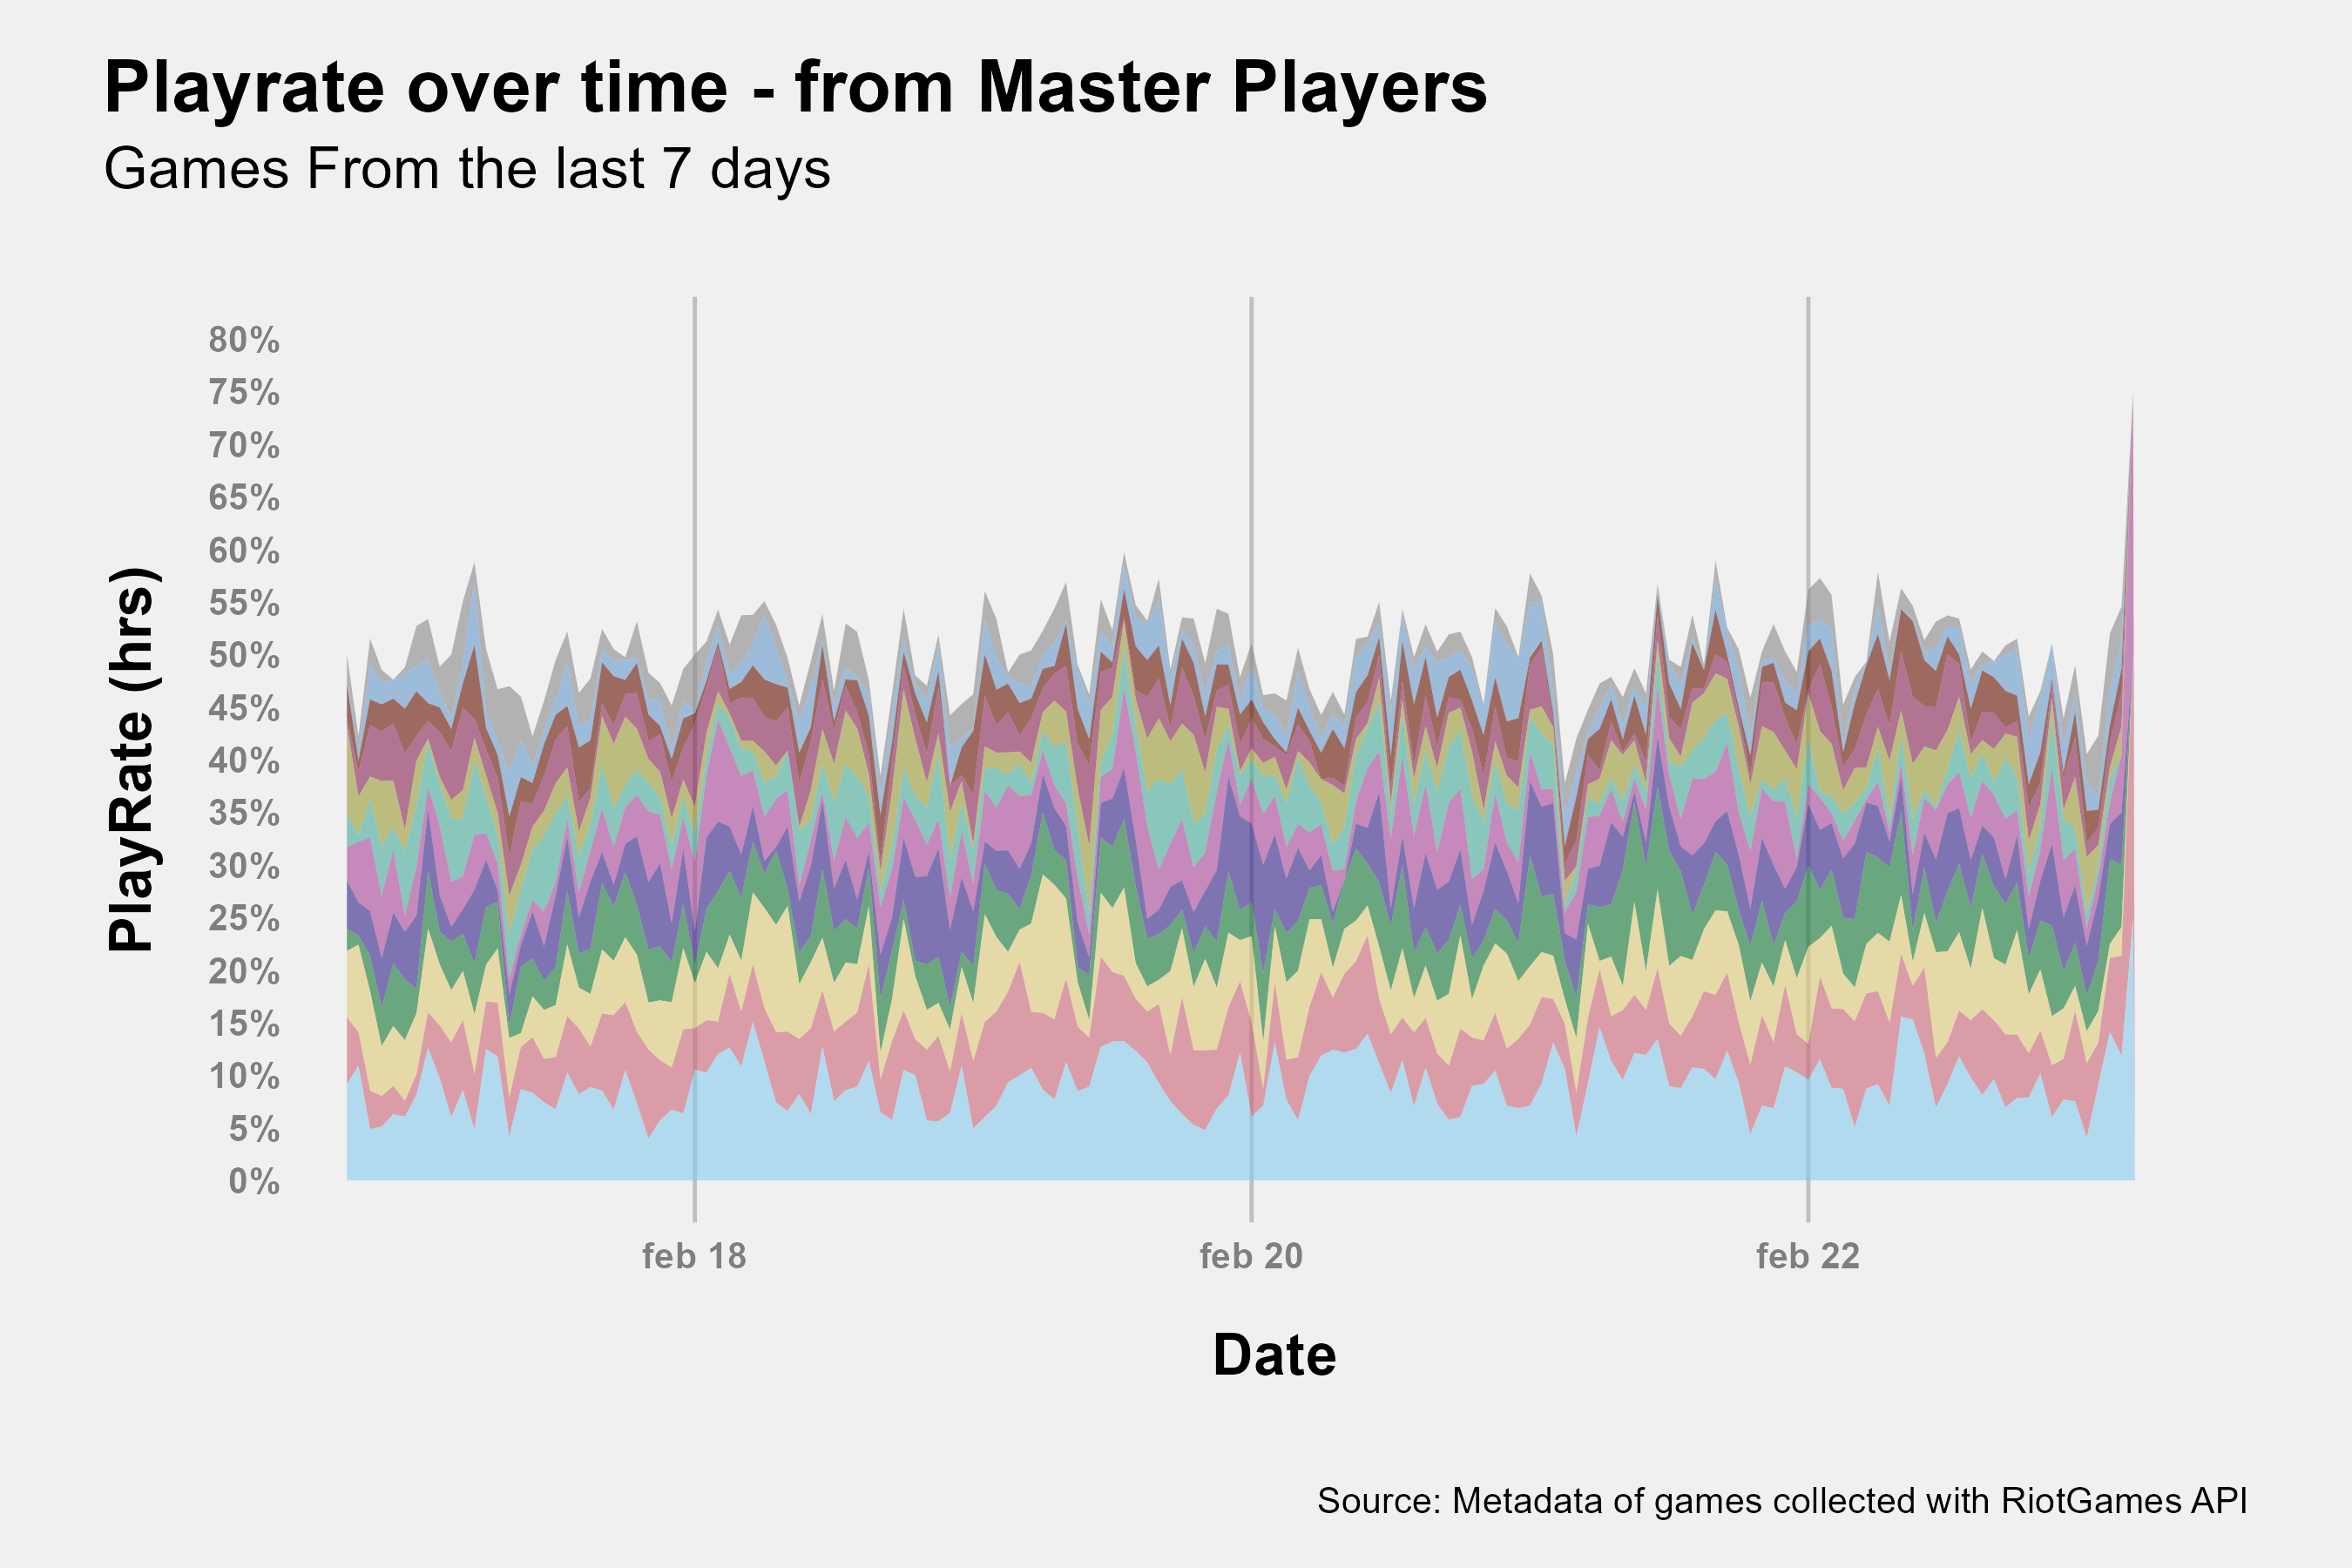 Playrate over time - from Master Players
Games From the last 7 days
PlayRate (hrs)
80%
75%
70%
65%
60%
55%
50%
45%
40%
35%
30%
25%
20%
15%
10%
5%
0%
feb 18
feb 20
feb 22
Date
Source: Metadata of games collected with RiotGames API